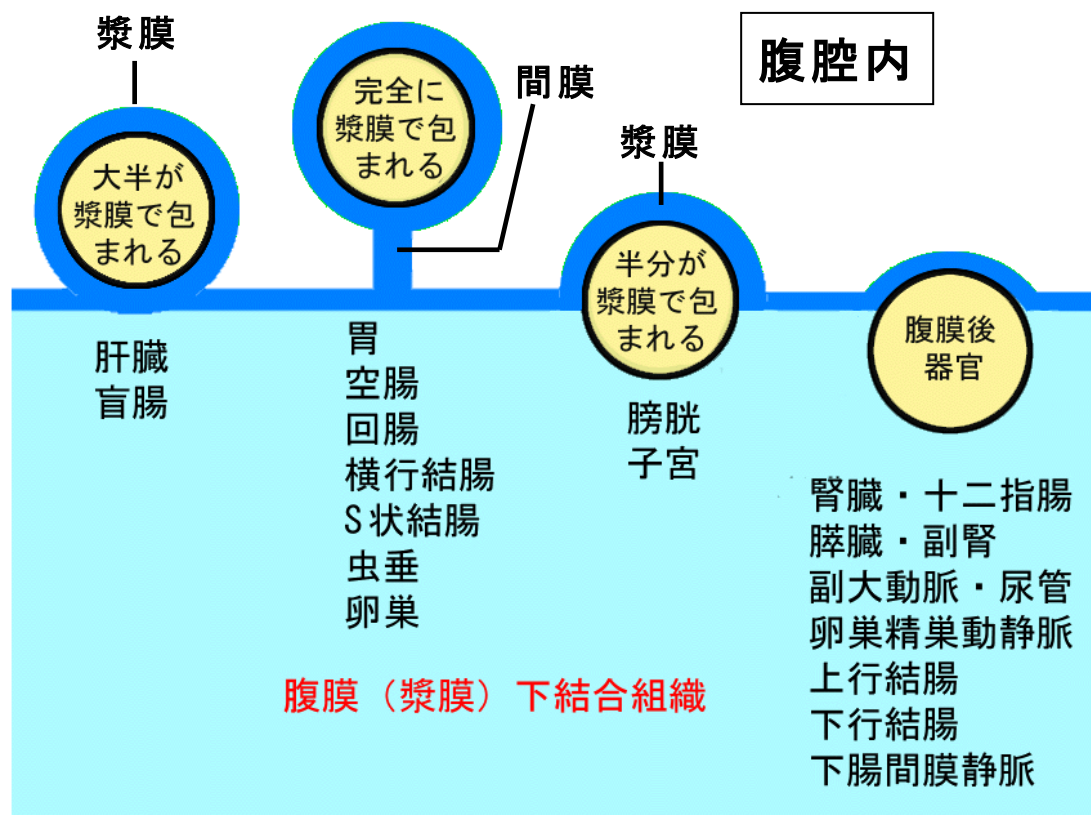 腹腔内
漿膜
大半が
漿膜で包
まれる
肝臓
盲腸
完全に
漿膜で包
まれる
間膜
胃
空腸
回腸
横行結腸
S状結腸
虫垂
卵巣
漿膜
半分が
漿膜で包
まれる
膀胱
子宮
腹膜後
器官
腎臓・十二指腸
膵臓・副腎
副大動脈・尿管
卵巣精巣動静脈
上行結腸
下行結腸
下腸間膜静脈
腹膜（漿膜）下結合組織